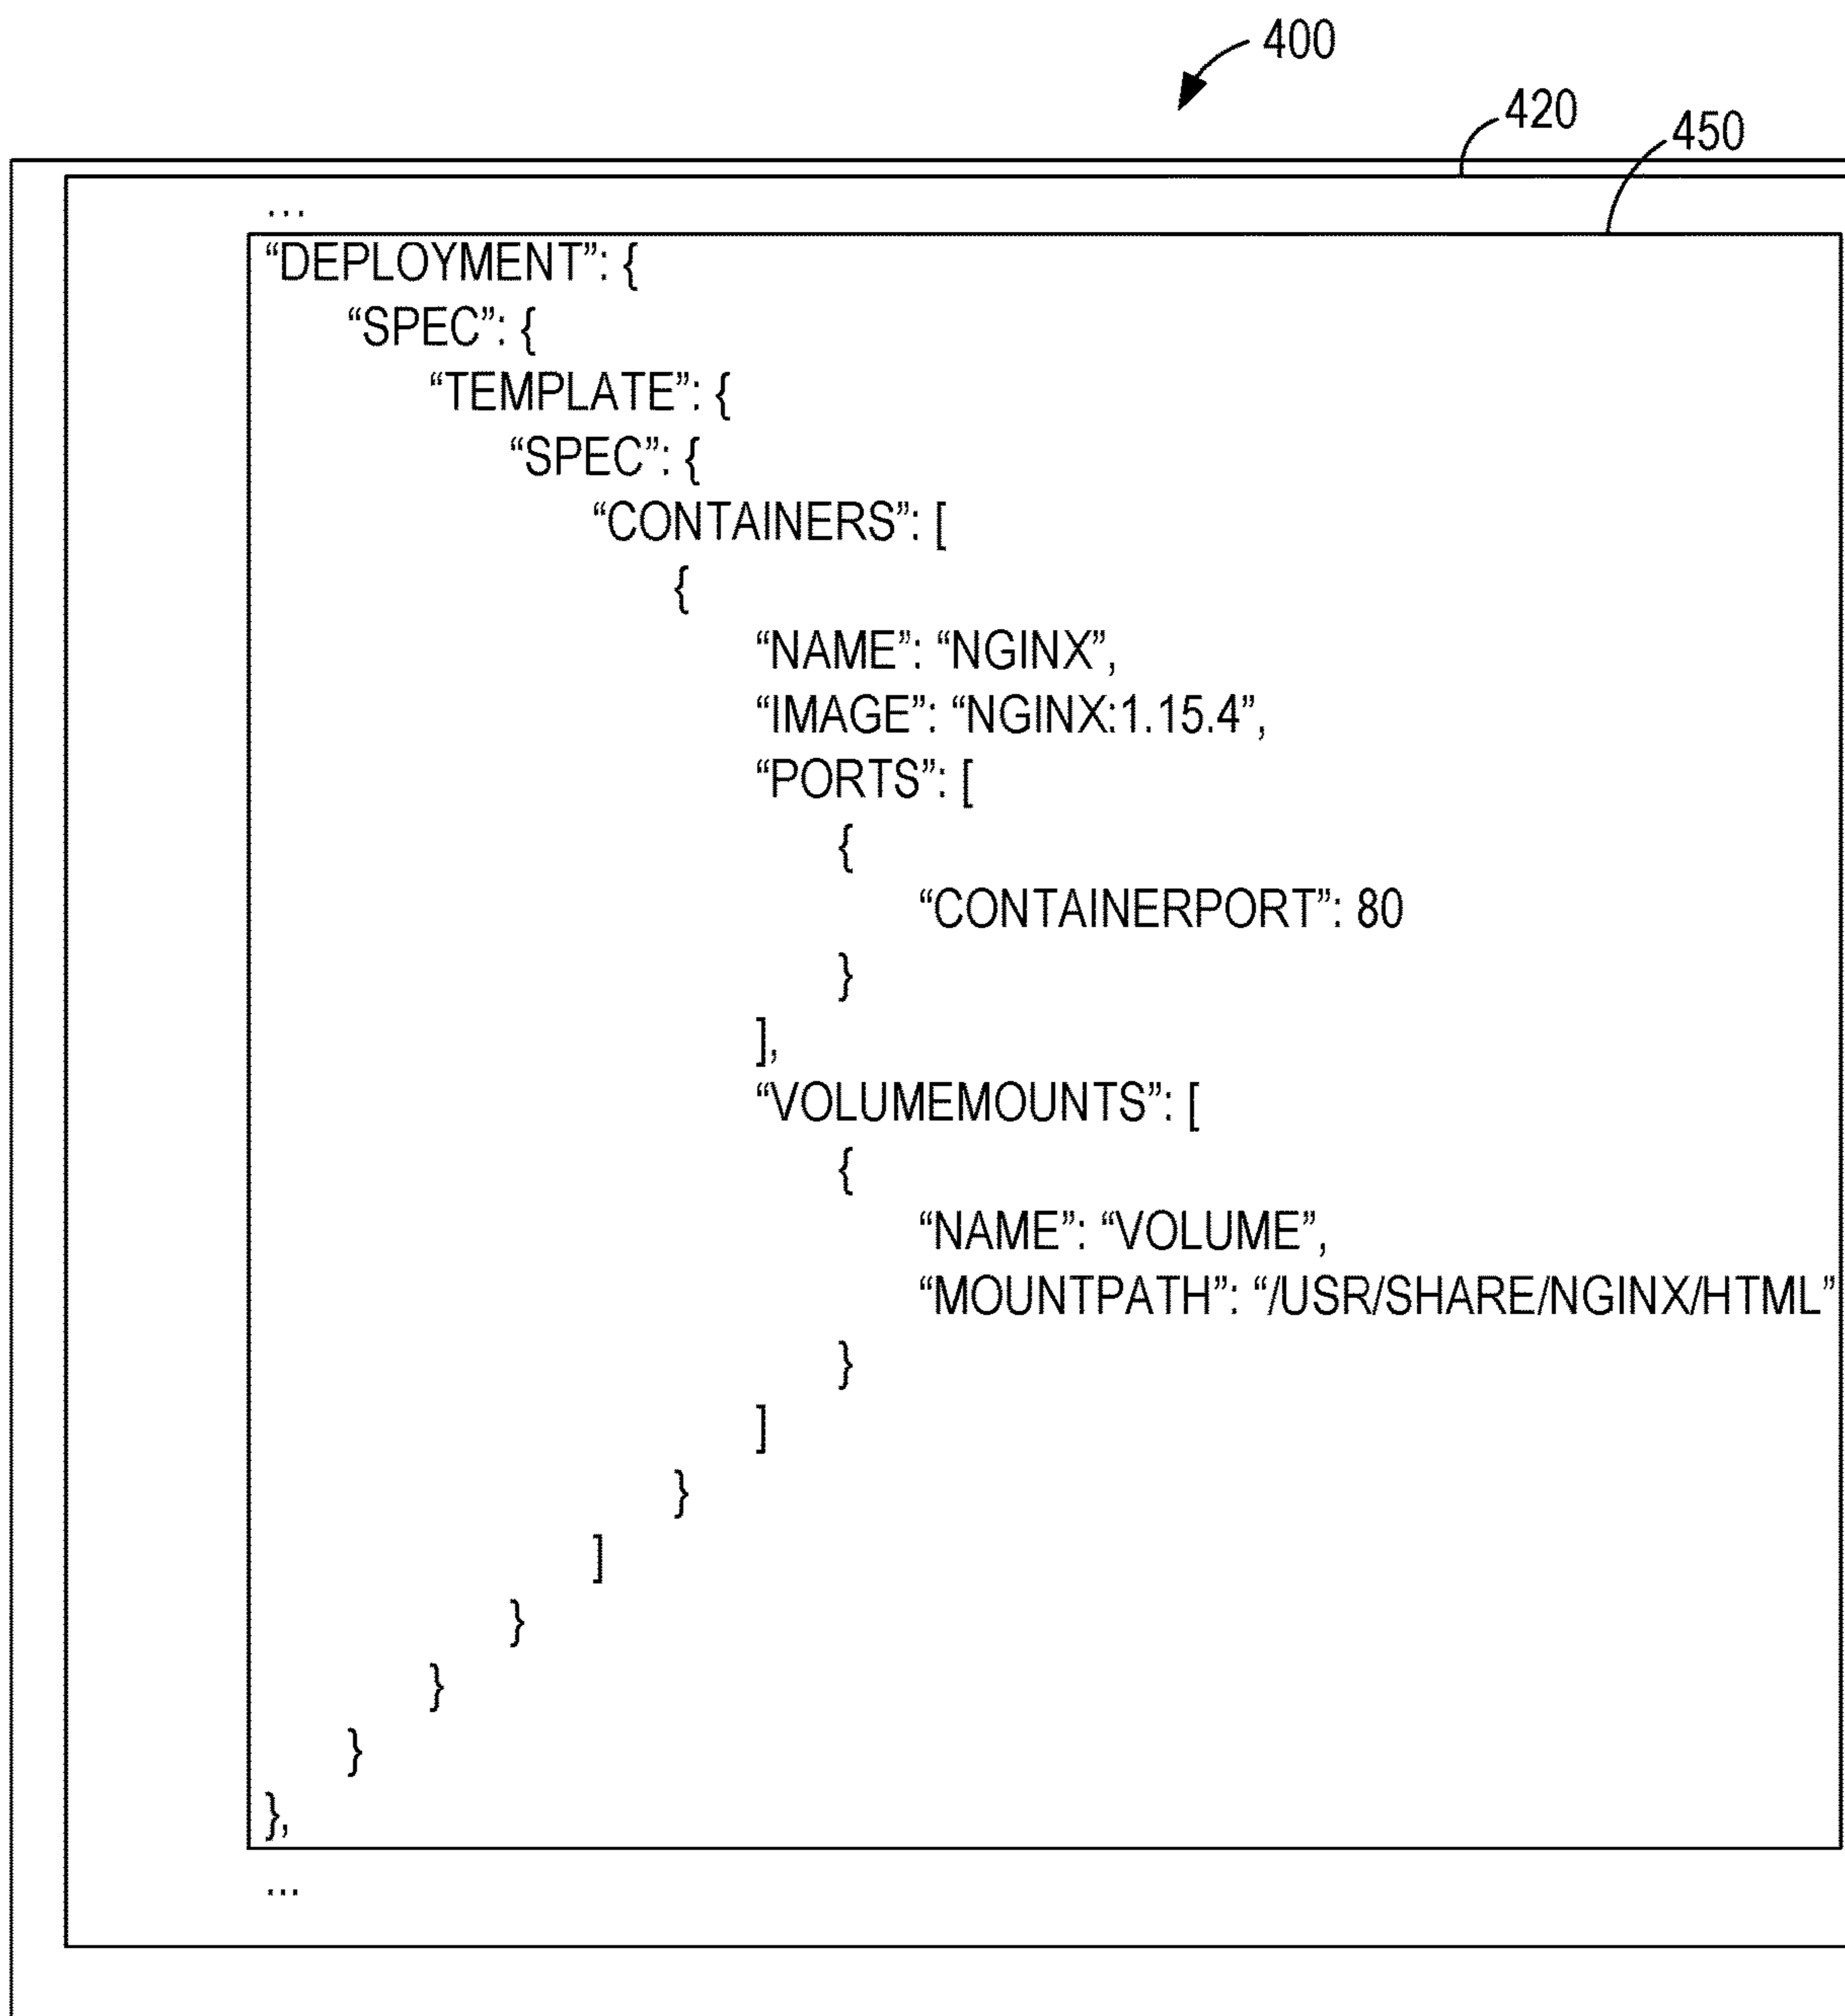 400
420
450
...
“DEPLOYMENT”: {
“SPEC”: {
“TEMPLATE”: {
“SPEC”: {
“CONTAINERS”: [
{
“NAME”: “NGINX”,
“IMAGE”: “NGINX:1.15.4”,
“PORTS”: [
{
“CONTAINERPORT”: 80
}
],
“VOLUMEMOUNTS”: [
{
“NAME”: “VOLUME”,
“MOUNTPATH”: “/USR/SHARE/NGINX/HTML”
}
]
}
]
}
}
}
},
...